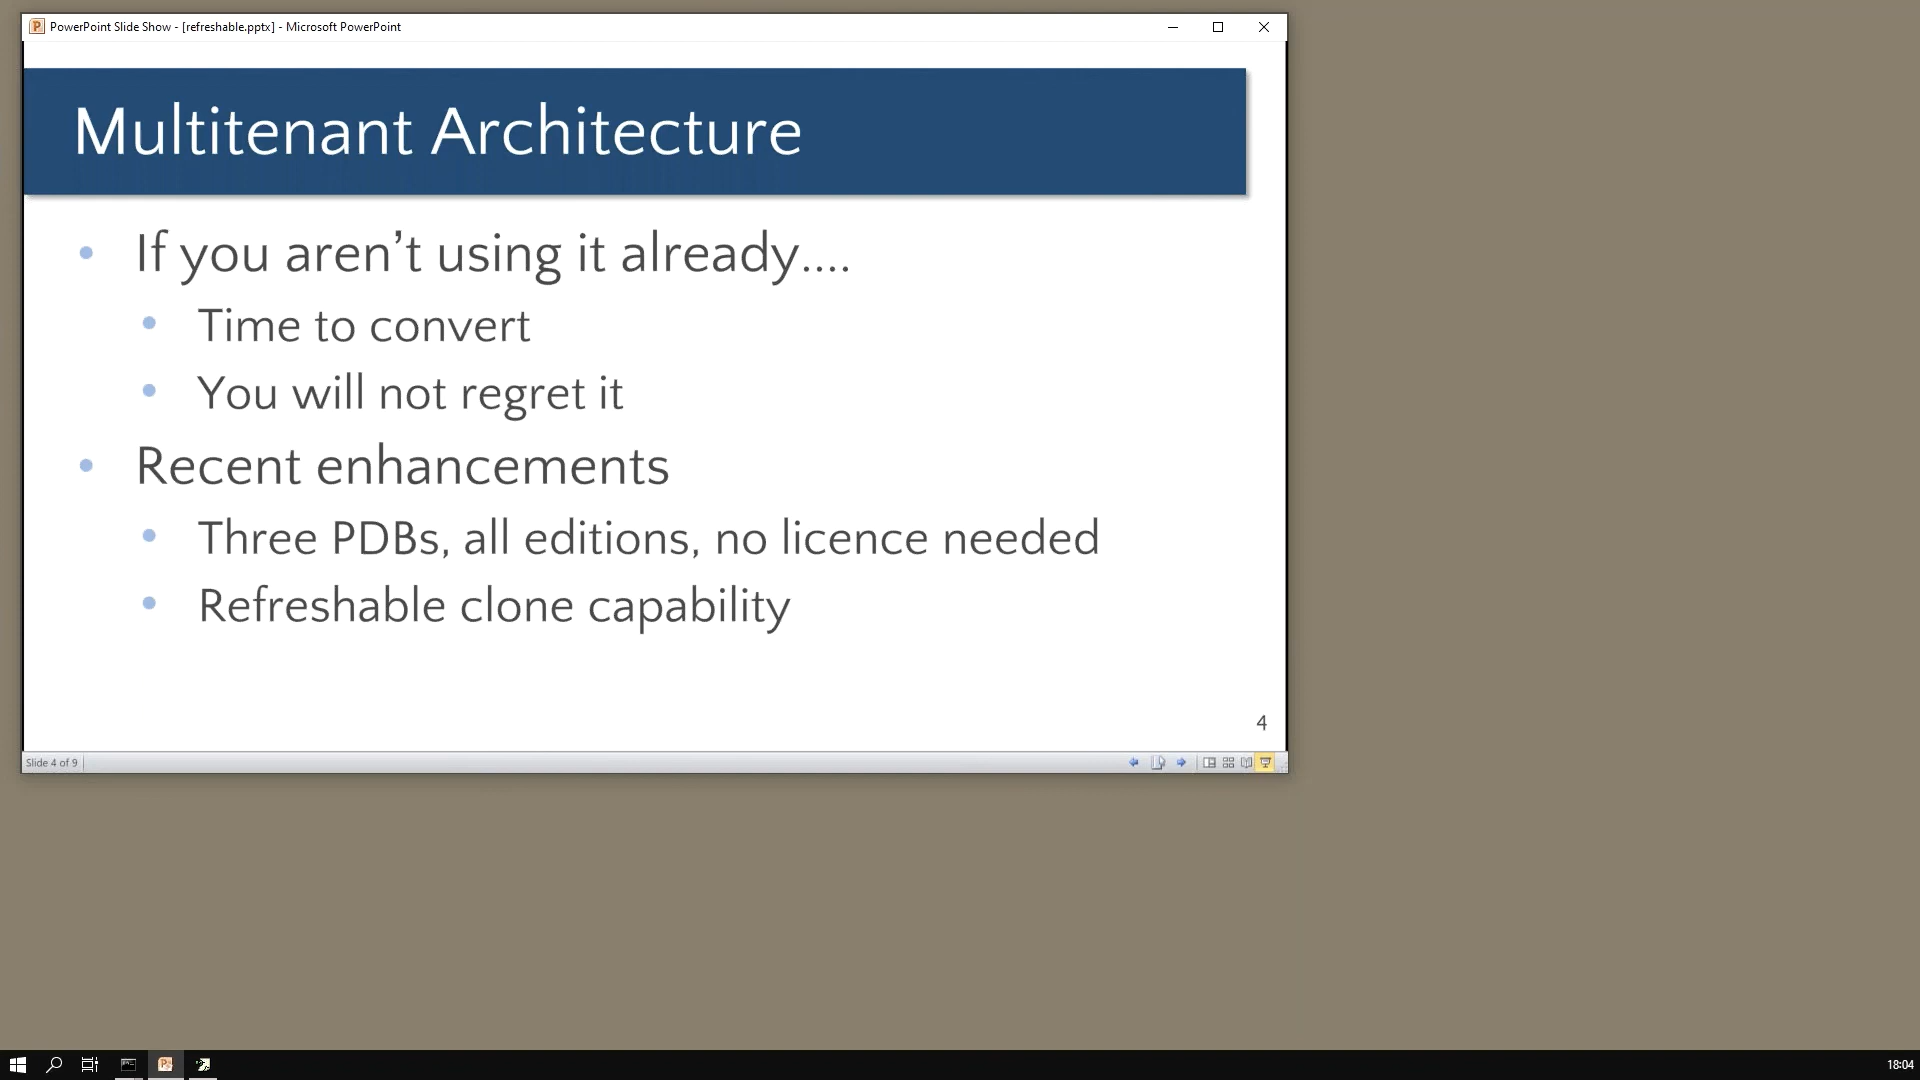 PowerPoint Slide Show - [refreshable.pptx] - Microsoft PowerPoint
Multitenant Architecture
If you aren’t using it already....
Time to convert
You will not regret it
Recent enhancements
Three PDBs, all editions, no licence needed
Refreshable clone capability
4
Slide 4 of 9
18:04